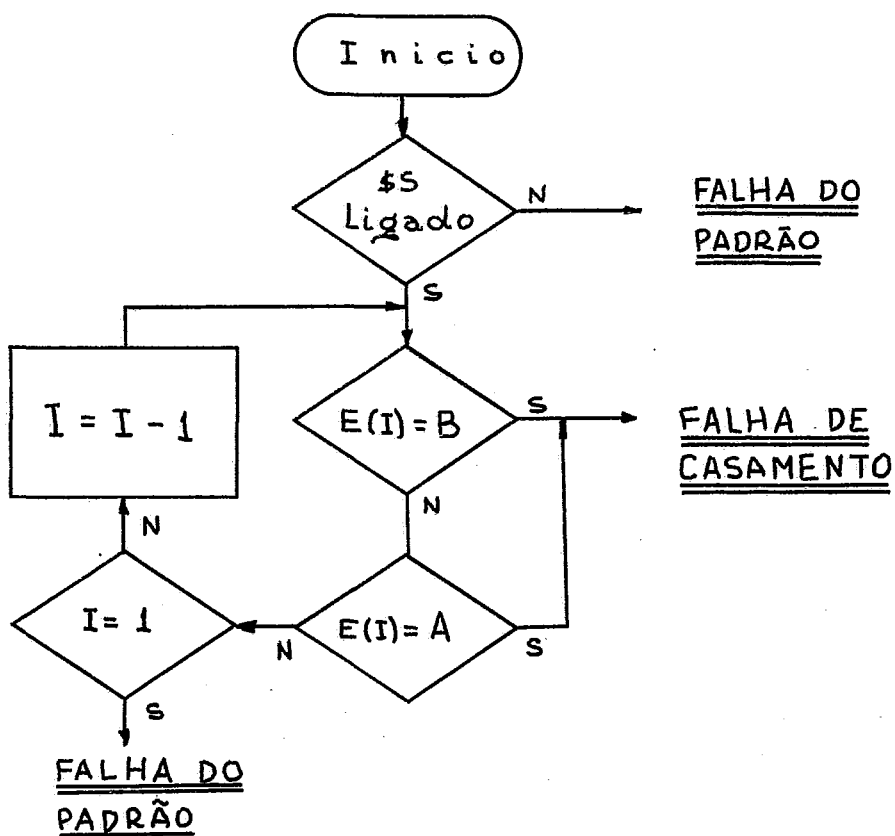 Inicio
$S
Ligado
N
FALHA DO
PADRÃO
S
I = I - 1
E(I) = B
S
FALHA DE
CASAMENTO
N
N
I = 1
N
E(I) = A
S
S
FALHA DO
PADRÃO